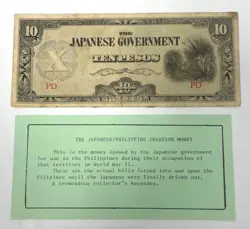 10
THE
10
JAPANESE GOVERNMENT
TEN PESOS
PD
PD
10
THE JAPANESE/PHILIPPINE INVASION MONEY
This is the money issued by the Japanese government
for use in the Philippines during their occupation of
that territory in World War II.
These are the actual bills forced into use upon the
Filipinos until the Japanese were finally driven out.
A tremendous collector's keepsake.